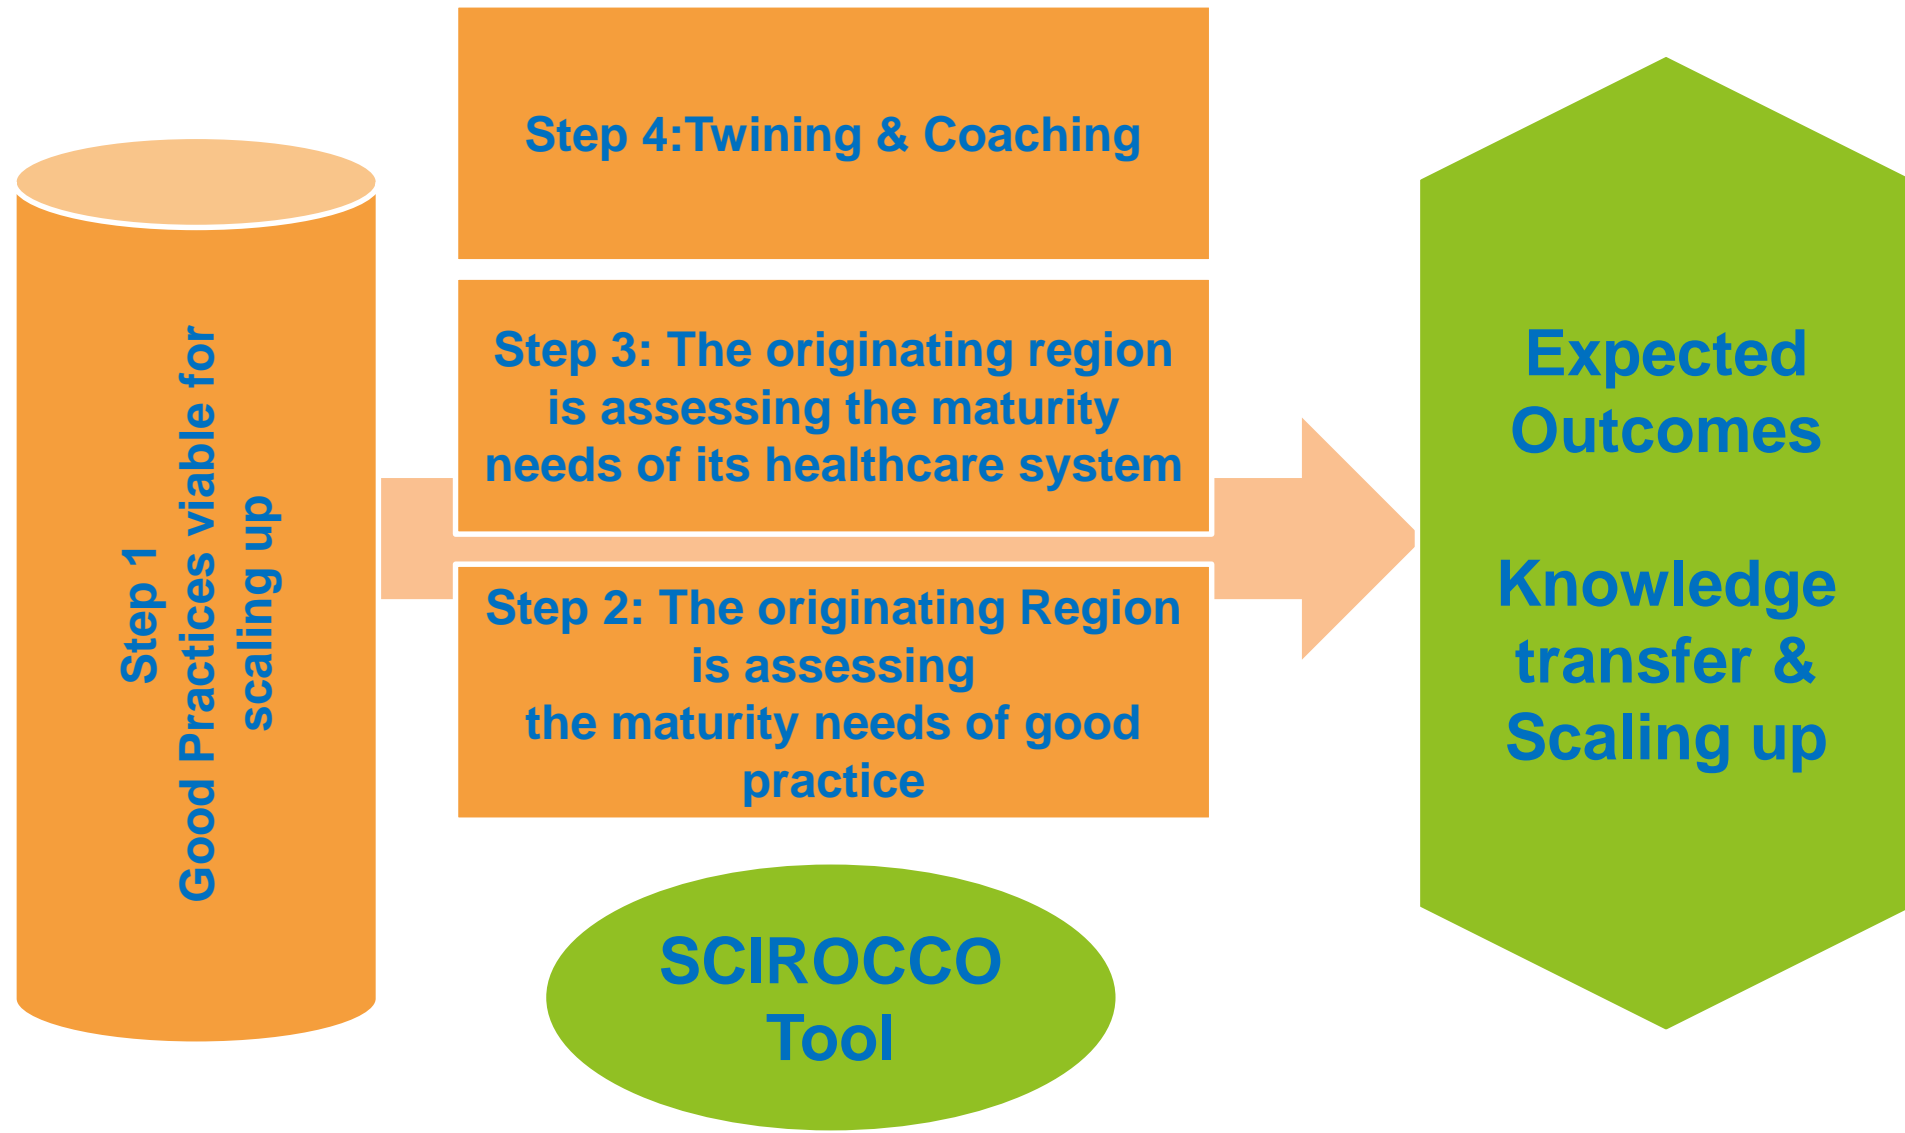 Step 1
Good Practices viable for
scaling up
Step 4:Twining & Coaching
Step 3: The originating region
is assessing the maturity
needs of its healthcare system
Step 2: The originating Region
is assessing
the maturity needs of good
practice
SCIROCCO
Tool
Expected
Outcomes
Knowledge
transfer &
Scaling up